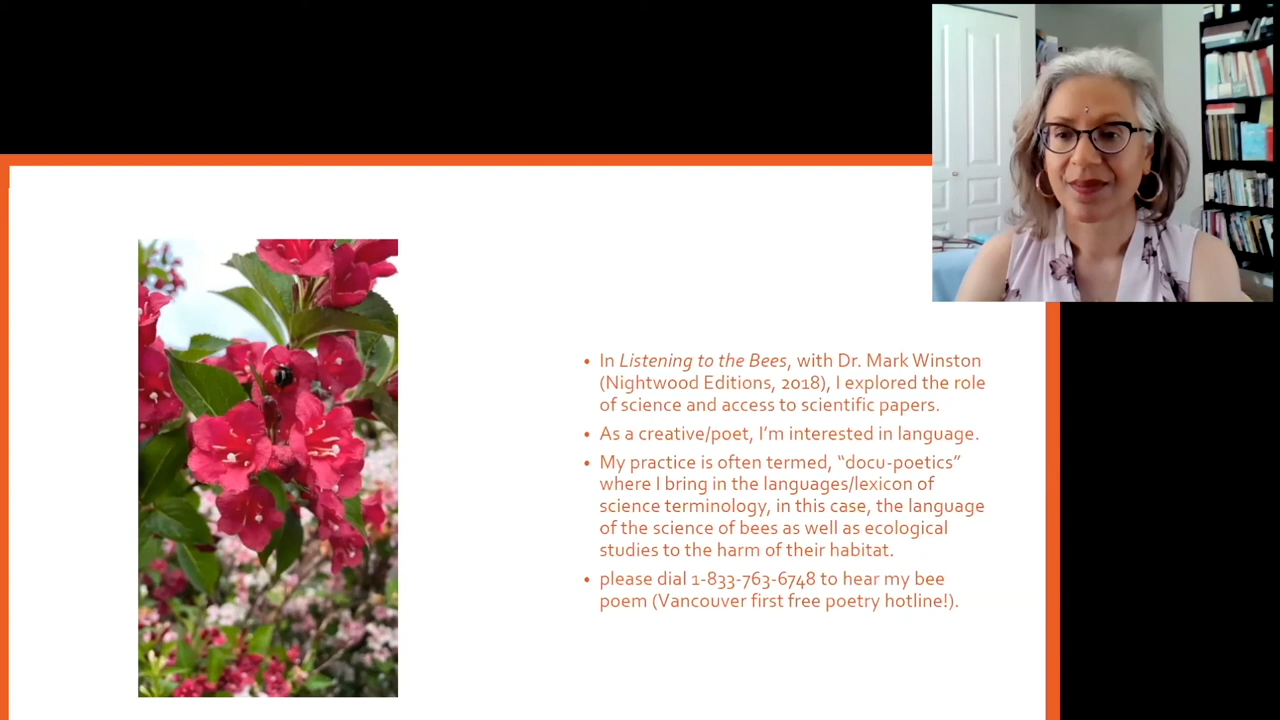 • In Listening to the Bees, with Dr. Mark Winston
(Nightwood Editions, 2018), I explored the role
of science and access to scientific papers.
• As a creative/poet, I’m interested in language.
• My practice is often termed, “docu-poetics”
where I bring in the languages/lexicon of
science terminology, in this case, the language
of the science of bees as well as ecological
studies to the harm of their habitat.
• please dial 1-833-763-6748 to hear my bee
poem (Vancouver first free poetry hotline!).